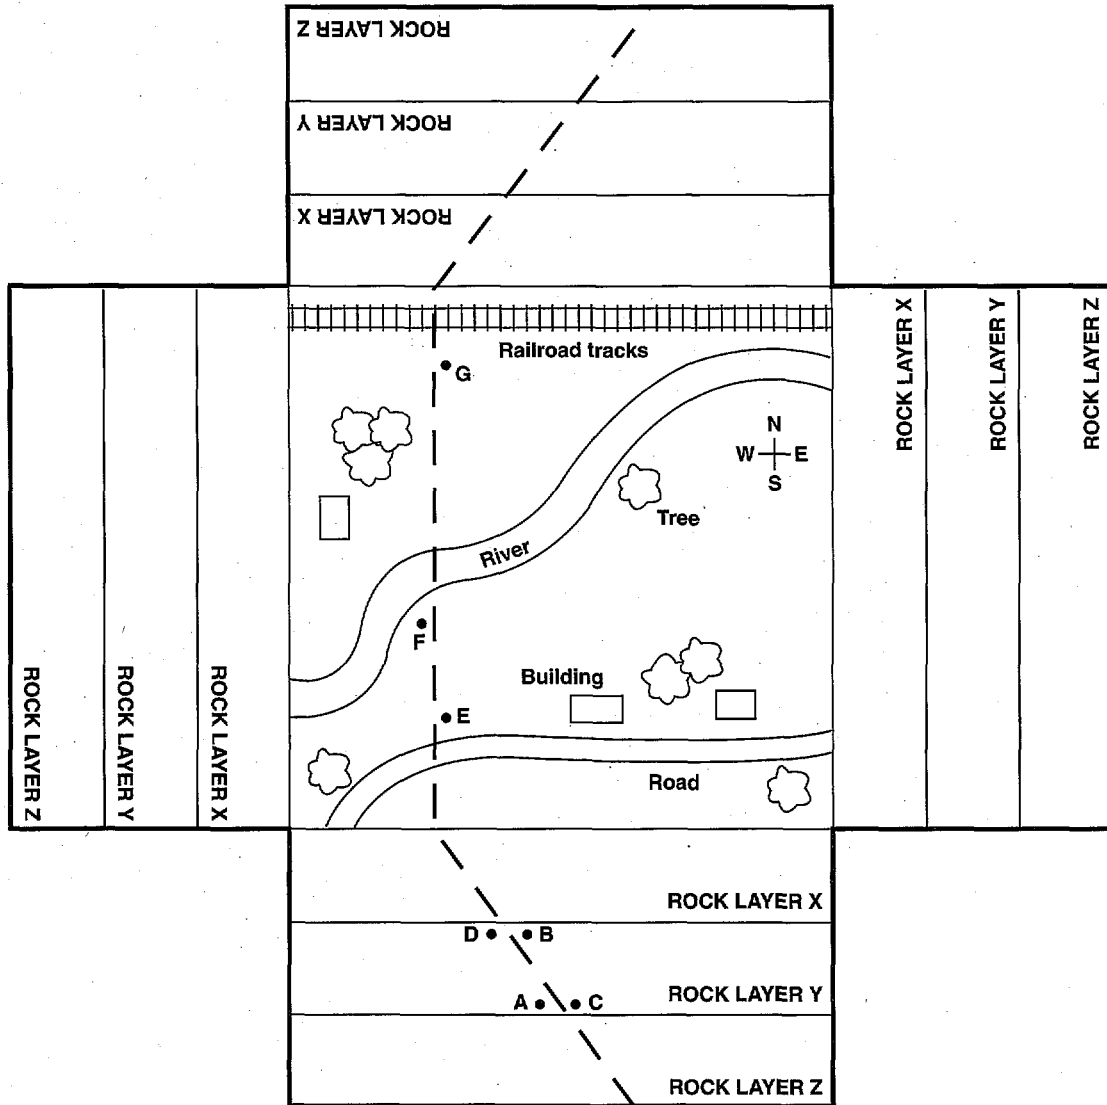 ROCK LAYER Z
ROCK LAYER Y
ROCK LAYER X
ROCK LAYER Z
ROCK LAYER Y
ROCK LAYER X
Railroad tracks
G
N
W E
S
Tree
River
F
Building
E
Road
ROCK LAYER X
ROCK LAYER Y
ROCK LAYER Z
ROCK LAYER X
D B
A C
ROCK LAYER Y
ROCK LAYER Z